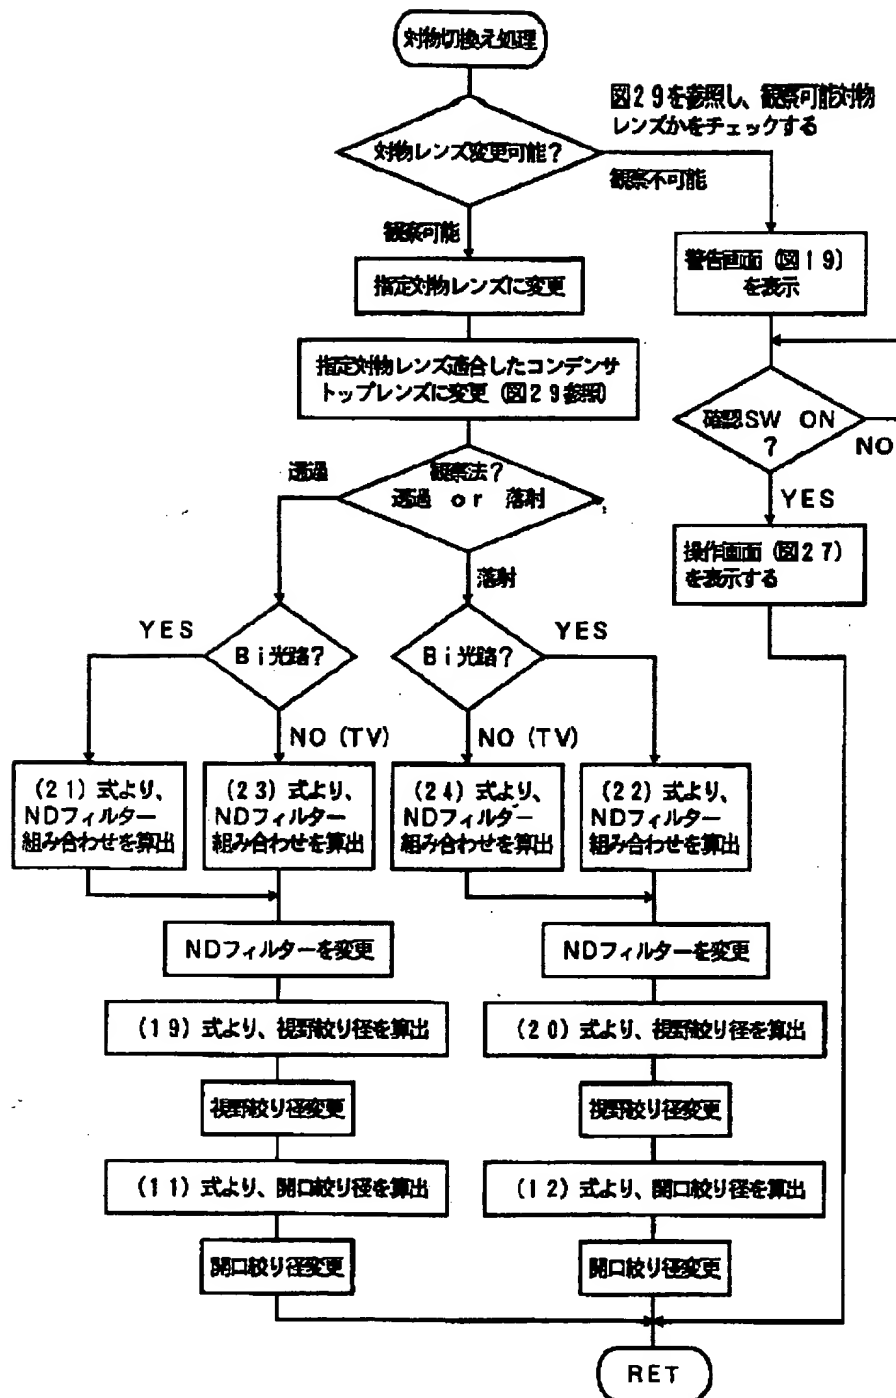 対物切換え処理
図29を参照し、観察可能対物
レンズかをチェックする
対物レンズ変更可能?
観察不可能
観察可能
警告画面(図19)
を表示
指定対物レンズに変更
指定対物レンズ適合したコンデンサ
トップレンズに変更(図29参照)
確認SW ON
?
NO
YES
透過
観察法?
透過 or 落射
操作画面(図27)
を表示する
落射
YES
Bi光路?
Bi光路?
YES
NO(TV)
NO(TV)
(21)式より、
NDフィルター
組み合わせを算出
(23)式より、
NDフィルター
組み合わせを算出
(24)式より、
NDフィルター
組み合わせを算出
(22)式より、
NDフィルター
組み合わせを算出
NDフィルターを変更
NDフィルターを変更
(19)式より、視野絞り径を算出
(20)式より、視野絞り径を算出
視野絞り径変更
視野絞り径変更
(11)式より、開口絞り径を算出
(12)式より、開口絞り径を算出
開口絞り径変更
開口絞り径変更
RET